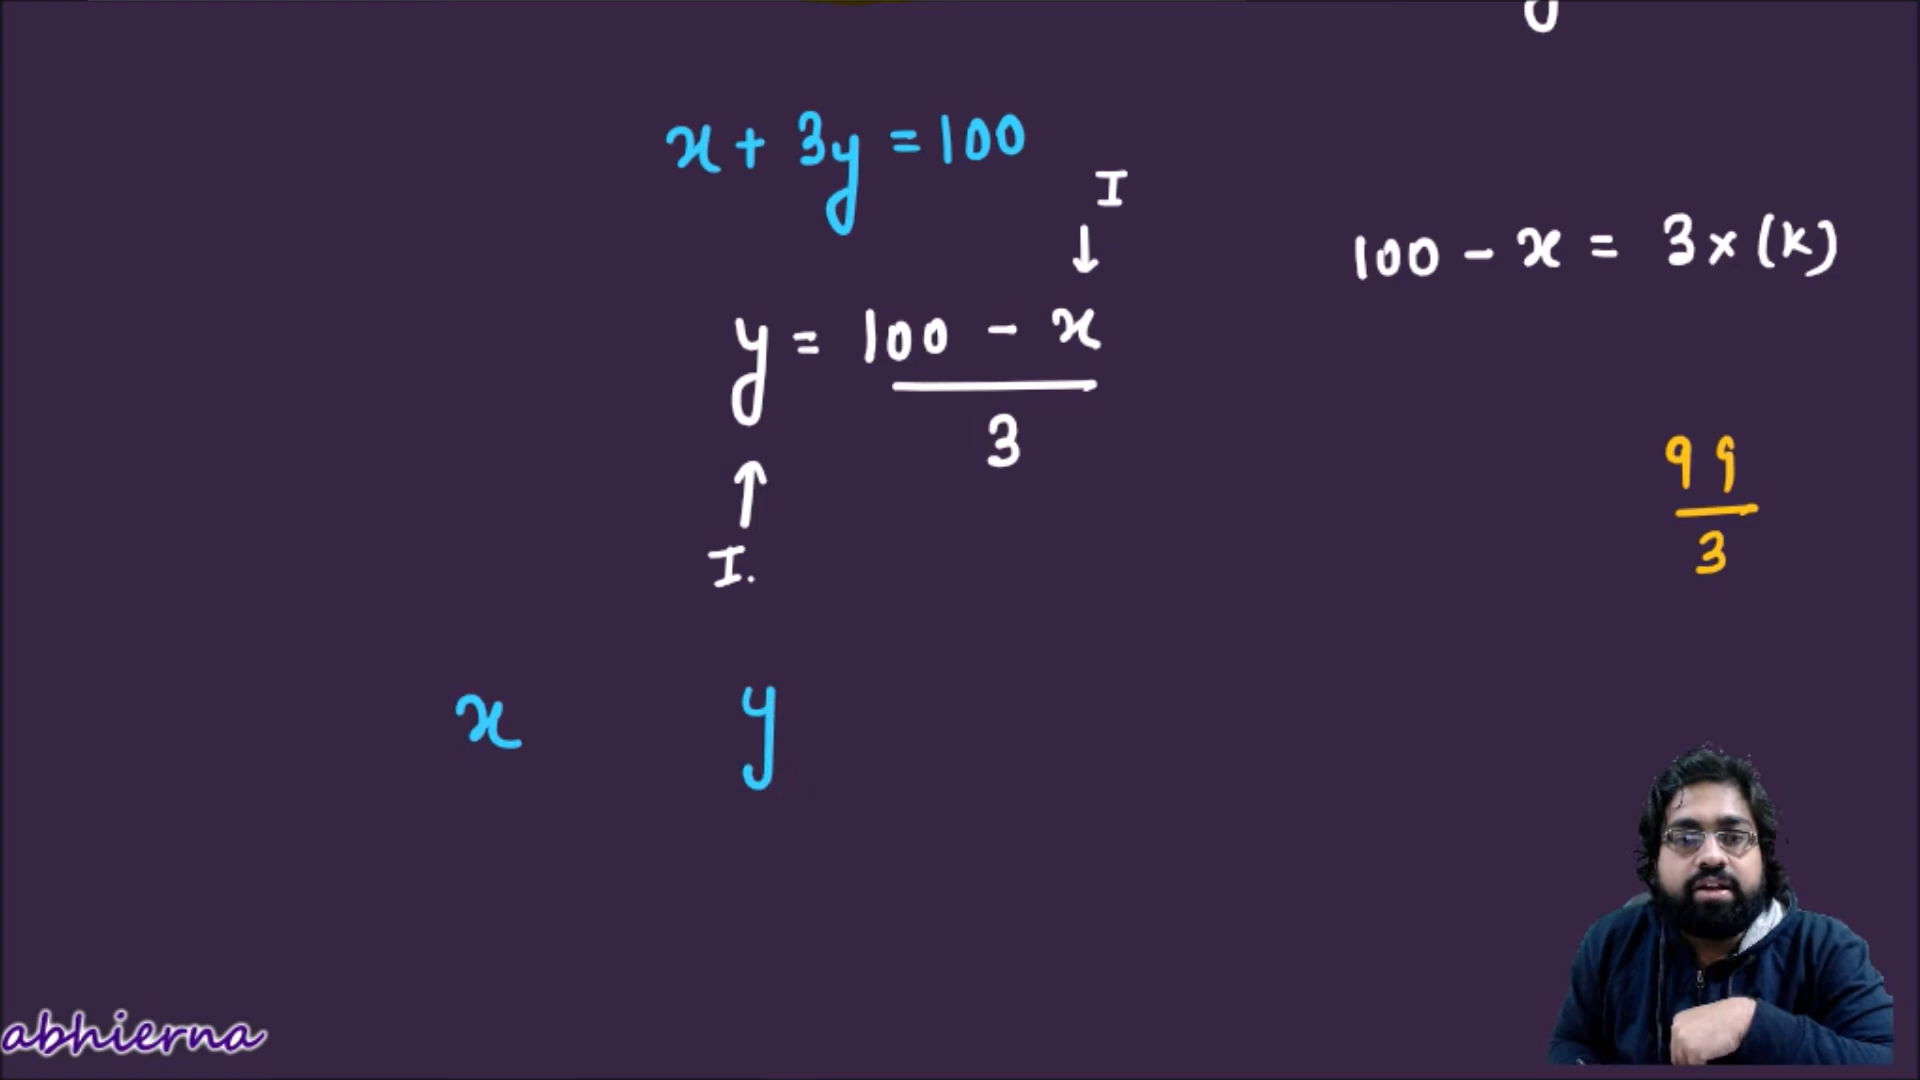 x + 3y = 100
I
↓
100 - x = 3 × (k)
y = 100 - x
3
↑
I.
99
3
x y
abhierna